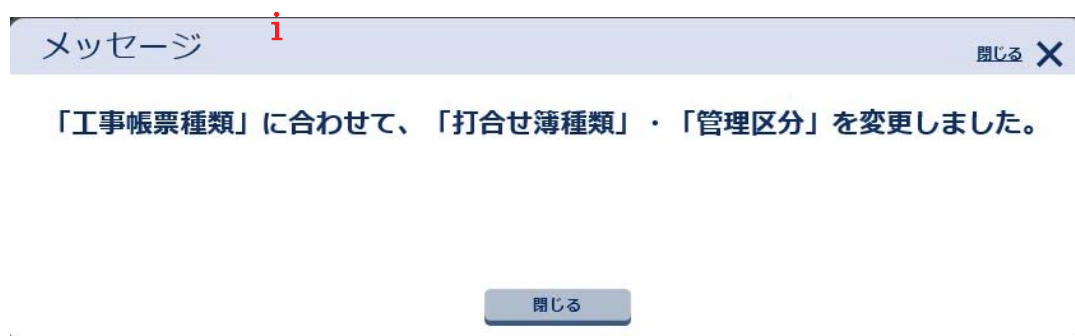 i
メッセージ
閉じる ×
「工事帳票種類」に合わせて、「打合せ簿種類」・「管理区分」を変更しました。
閉じる